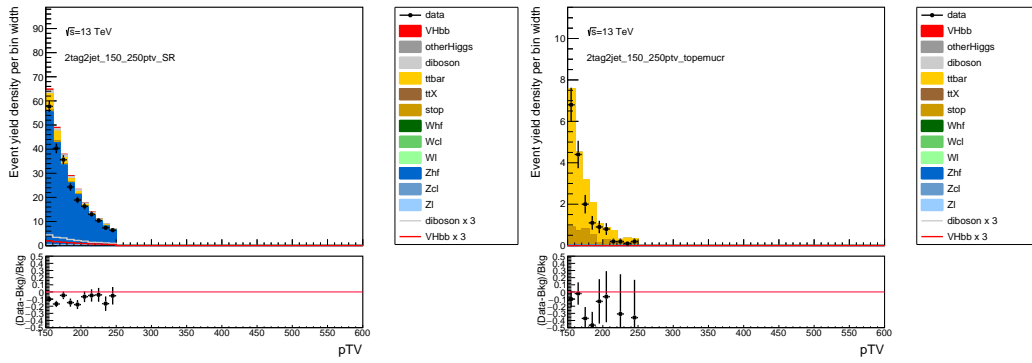 Event yield density per bin width
90
80
70
60
50
40
30
20
10
0
√s=13 TeV
2tag2jet_150_250ptv_SR
data
VHbb
otherHiggs
diboson
ttbar
ttX
stop
Whf
Wcl
Wl
Zhf
Zcl
Zl
diboson x 3
VHbb x 3
(Data-Bkg)/Bkg
0.5
0.4
0.3
0.2
0.1
0
−0.1
−0.2
−0.3
−0.4
−0.5
150 200 250 300 350 400 450 500 550 600
pTV
Event yield density per bin width
10
8
6
4
2
0
√s=13 TeV
2tag2jet_150_250ptv_topemucr
data
VHbb
otherHiggs
diboson
ttbar
ttX
stop
Whf
Wcl
Wl
Zhf
Zcl
Zl
diboson x 3
VHbb x 3
(Data-Bkg)/Bkg
0.5
0.4
0.3
0.2
0.1
0
−0.1
−0.2
−0.3
−0.4
−0.5
150 200 250 300 350 400 450 500 550 600
pTV